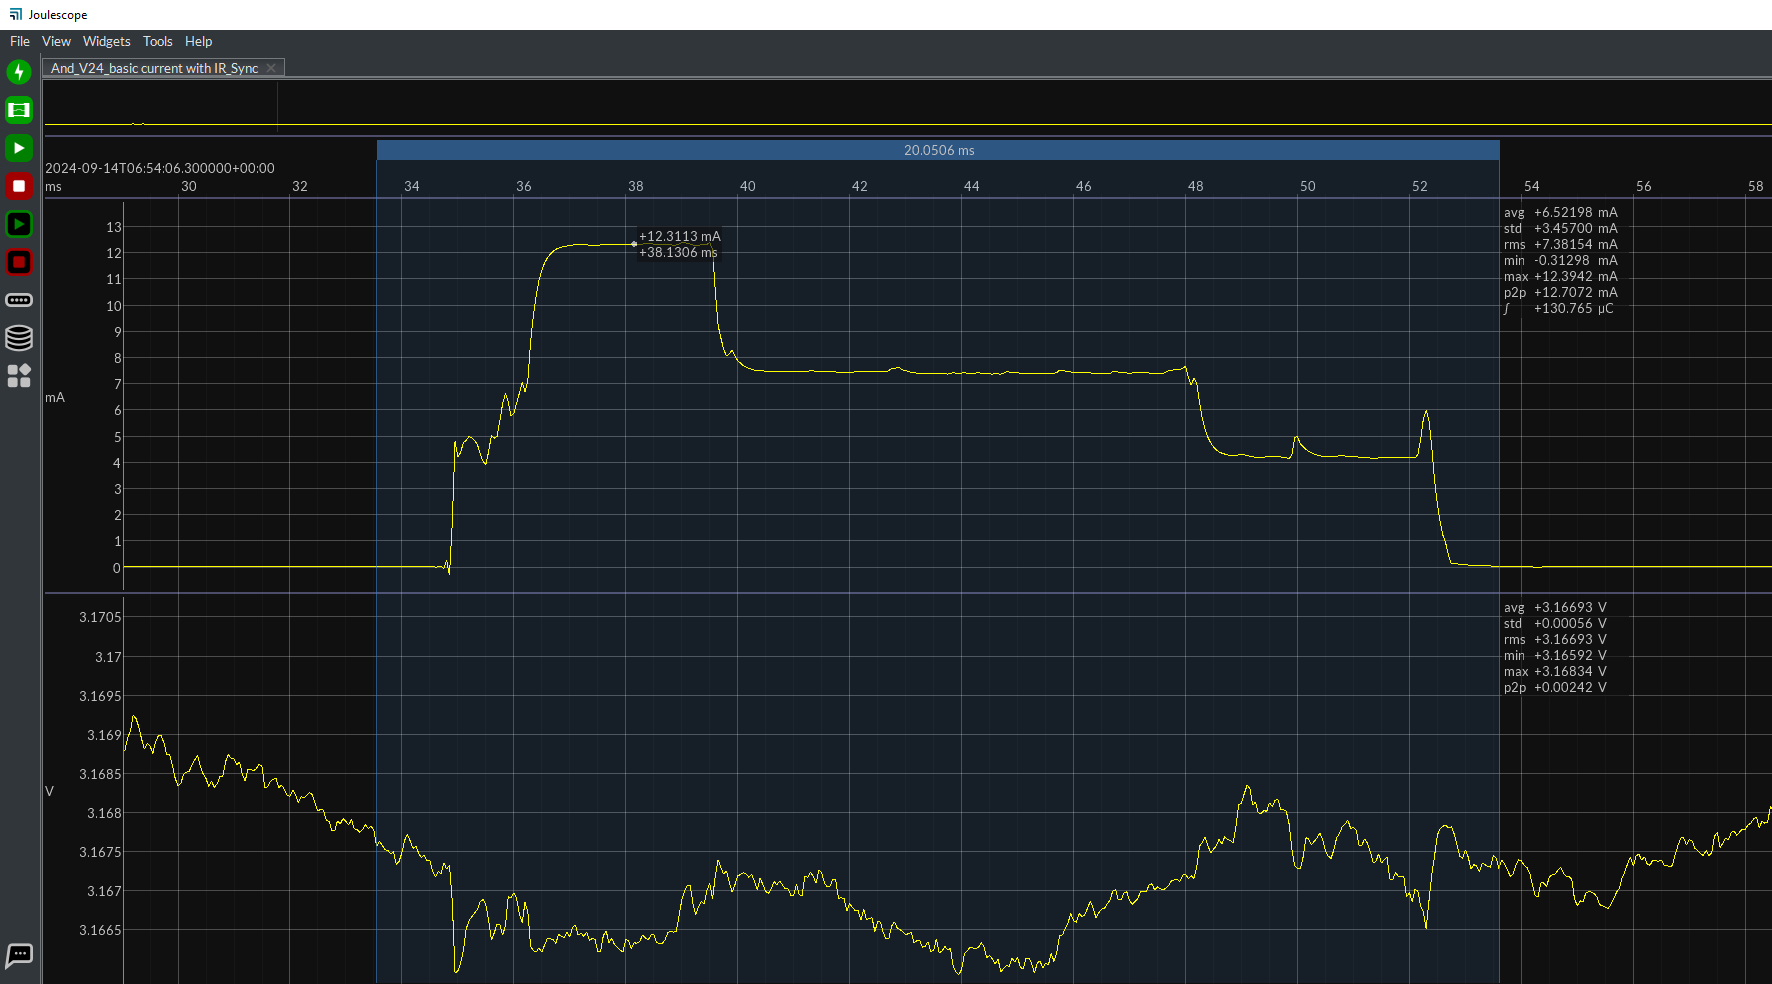 Joulescope
File View Widgets Tools Help
And_V24_basic current with IR_Sync
20.0506 ms
2024-09-14T06:54:06.300000+00:00
ms 30 32 34 36 38 40 42 44 46 48 50 52 54 56 58
13
12
11
10
9
8
7
6
5
4
3
2
1
0
mA
+12.3113 mA
+38.1306 ms
avg +6.52198 mA
std +3.45700 mA
rms +7.38154 mA
min -0.31298 mA
max +12.3942 mA
p2p +12.7072 mA
∫ +130.765 µC
3.1705
3.17
3.1695
3.169
3.1685
3.168
3.1675
3.167
3.1665
V
avg +3.16693 V
std +0.00056 V
rms +3.16693 V
min +3.16592 V
max +3.16834 V
p2p +0.00242 V